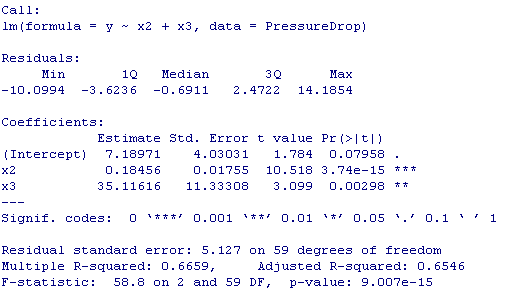 Call:
lm(formula = y ~ x2 + x3, data = PressureDrop)
Residuals:
     Min       1Q   Median       3Q      Max
-10.0994  -3.6236  -0.6911   2.4722  14.1854
Coefficients:
            Estimate Std. Error t value Pr(>|t|)
(Intercept)  7.18971    4.03031   1.784  0.07958 .
x2           0.18456    0.01755  10.518 3.74e-15 ***
x3          35.11616   11.33308   3.099  0.00298 **
---
Signif. codes:  0 ‘***’ 0.001 ‘**’ 0.01 ‘*’ 0.05 ‘.’ 0.1 ‘ ’ 1
Residual standard error: 5.127 on 59 degrees of freedom
Multiple R-squared: 0.6659,     Adjusted R-squared: 0.6546
F-statistic:  58.8 on 2 and 59 DF,  p-value: 9.007e-15